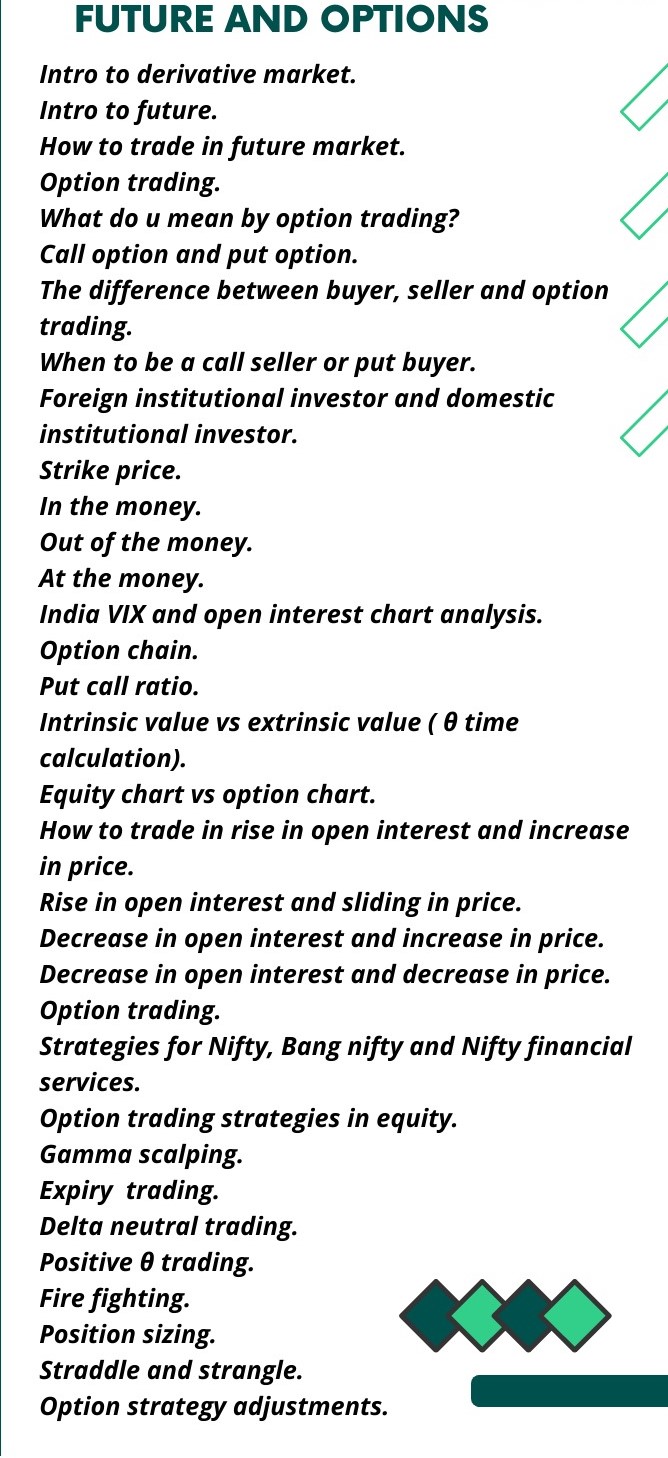 FUTURE AND OPTIONS
Intro to derivative market.
Intro to future.
How to trade in future market.
Option trading.
What do u mean by option trading?
Call option and put option.
The difference between buyer, seller and option
trading.
When to be a call seller or put buyer.
Foreign institutional investor and domestic
institutional investor.
Strike price.
In the money.
Out of the money.
At the money.
India VIX and open interest chart analysis.
Option chain.
Put call ratio.
Intrinsic value vs extrinsic value ( θ time
calculation).
Equity chart vs option chart.
How to trade in rise in open interest and increase
in price.
Rise in open interest and sliding in price.
Decrease in open interest and increase in price.
Decrease in open interest and decrease in price.
Option trading.
Strategies for Nifty, Bang nifty and Nifty financial
services.
Option trading strategies in equity.
Gamma scalping.
Expiry  trading.
Delta neutral trading.
Positive θ trading.
Fire fighting.
Position sizing.
Straddle and strangle.
Option strategy adjustments.